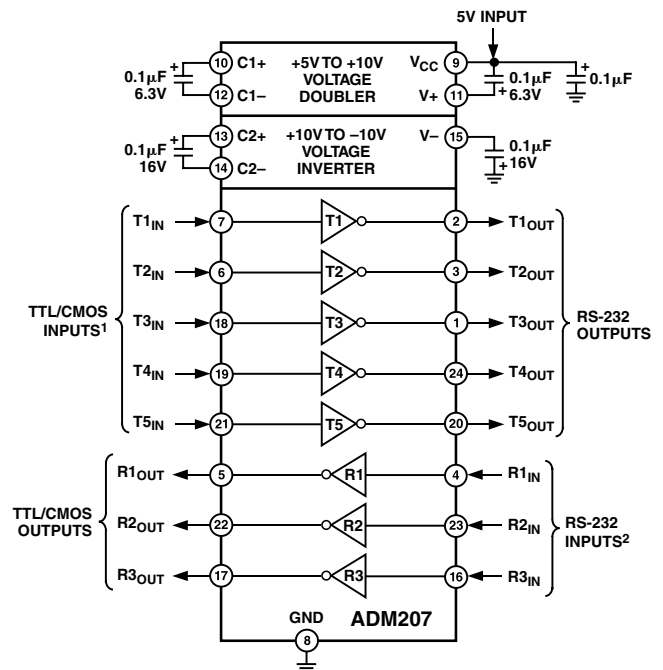 5V INPUT
10 C1+ +5V TO +10V VCC 9
0.1µF + VOLTAGE 0.1µF + 0.1µF
6.3V 12 C1– DOUBLER V+ 11 + 6.3V
13 C2+ +10V TO –10V V– 15
0.1µF + VOLTAGE 0.1µF
16V 14 C2– INVERTER + 16V
T1IN 7 T1 2 T1OUT
T2IN 6 T2 3 T2OUT
TTL/CMOS INPUTS1 T3IN 18 T3 1 T3OUT RS-232 OUTPUTS
T4IN 19 T4 24 T4OUT
T5IN 21 T5 20 T5OUT
R1OUT 5 R1 4 R1IN
TTL/CMOS OUTPUTS R2OUT 22 R2 23 R2IN RS-232 INPUTS2
R3OUT 17 R3 16 R3IN
GND ADM207
8